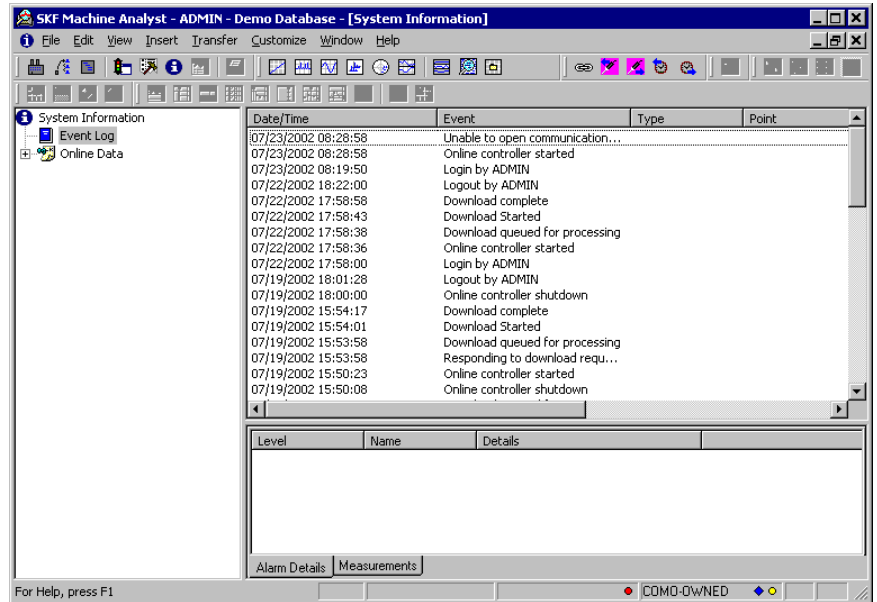 SKF Machine Analyst - ADMIN - Demo Database - [System Information]
File Edit View Insert Transfer Customize Window Help
System Information
Event Log
Online Data
Date/Time Event Type Point
07/23/2002 08:28:58 Unable to open communication...
07/23/2002 08:28:58 Online controller started
07/23/2002 08:19:50 Login by ADMIN
07/22/2002 18:22:00 Logout by ADMIN
07/22/2002 17:58:58 Download complete
07/22/2002 17:58:43 Download Started
07/22/2002 17:58:38 Download queued for processing
07/22/2002 17:58:36 Online controller started
07/22/2002 17:58:00 Login by ADMIN
07/19/2002 18:01:28 Logout by ADMIN
07/19/2002 18:00:00 Online controller shutdown
07/19/2002 15:54:17 Download complete
07/19/2002 15:54:01 Download Started
07/19/2002 15:53:58 Download queued for processing
07/19/2002 15:53:58 Responding to download requ...
07/19/2002 15:50:23 Online controller started
07/19/2002 15:50:08 Online controller shutdown
Level Name Details
Alarm Details Measurements
For Help, press F1 COMO-OWNED